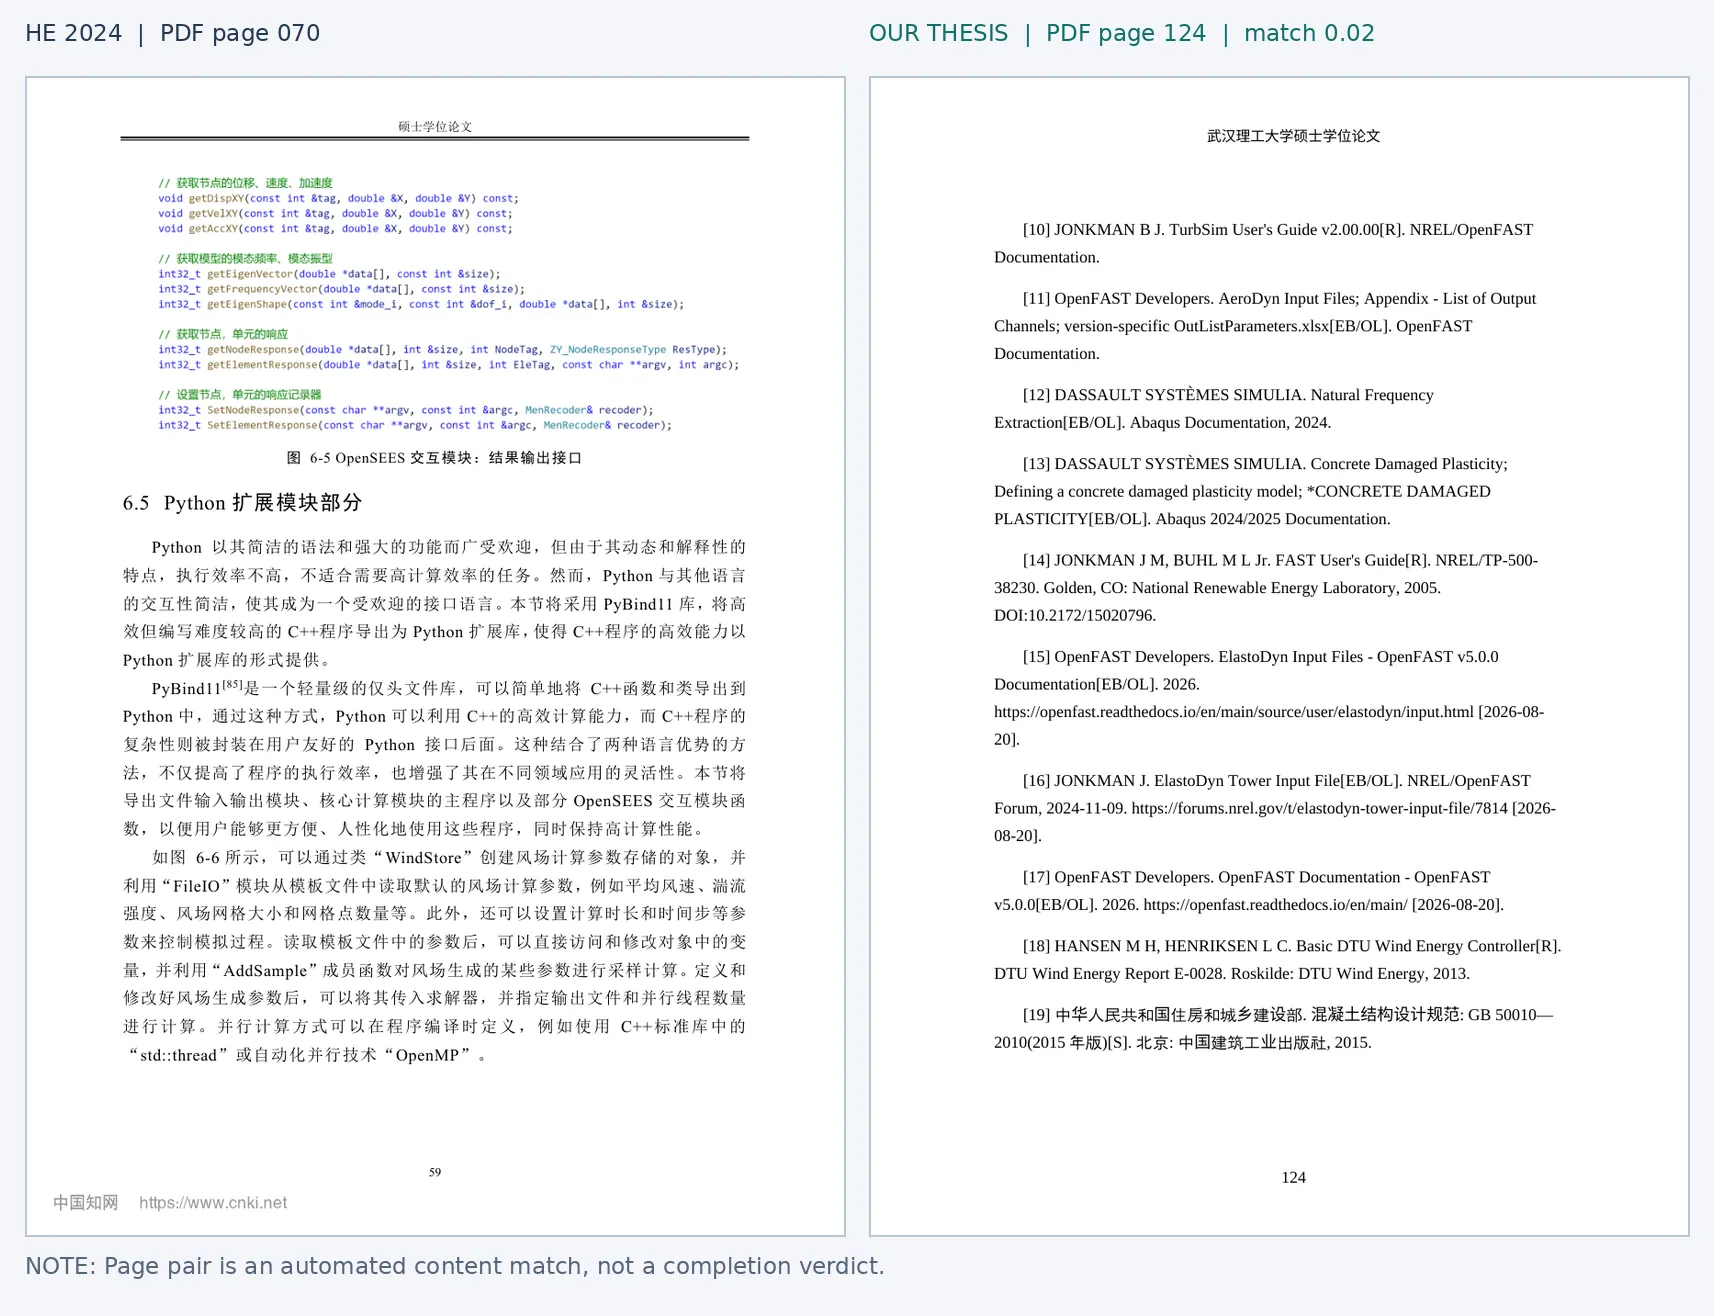 HE 2024 | PDF page 070
硕士学位论文
// 获取节点的位移、速度、加速度
void getDispXY(const int &tag, double &X, double &Y) const;
void getVelXY(const int &tag, double &X, double &Y) const;
void getAccXY(const int &tag, double &X, double &Y) const;
// 获取模型的模态频率、模态振型
int32_t getEigenVector(double *data[], const int &size);
int32_t getFrequencyVector(double *data[], const int &size);
int32_t getEigenShape(const int &mode_i, const int &dof_i, double *data[], int &size);
// 获取节点，单元的响应
int32_t getNodeResponse(double *data[], int &size, int NodeTag, ZY_NodeResponseType ResType);
int32_t getElementResponse(double *data[], int &size, int EleTag, const char **argv, int argc);
// 设置节点，单元的响应记录器
int32_t SetNodeResponse(const char **argv, const int &argc, MenRecoder& recoder);
int32_t SetElementResponse(const char **argv, const int &argc, MenRecoder& recoder);
图 6-5 OpenSEES 交互模块：结果输出接口
6.5 Python 扩展模块部分
Python 以其简洁的语法和强大的功能而广受欢迎，但由于其动态和解释性的
特点，执行效率不高，不适合需要高计算效率的任务。然而，Python 与其他语言
的交互性简洁，使其成为一个受欢迎的接口语言。本节将采用 PyBind11 库，将高
效但编写难度较高的 C++程序导出为 Python 扩展库，使得 C++程序的高效能力以
Python 扩展库的形式提供。
PyBind11[85]是一个轻量级的仅头文件库，可以简单地将 C++函数和类导出到
Python 中，通过这种方式，Python 可以利用 C++的高效计算能力，而 C++程序的
复杂性则被封装在用户友好的 Python 接口后面。这种结合了两种语言优势的方
法，不仅提高了程序的执行效率，也增强了其在不同领域应用的灵活性。本节将
导出文件输入输出模块、核心计算模块的主程序以及部分 OpenSEES 交互模块函
数，以便用户能够更方便、人性化地使用这些程序，同时保持高计算性能。
如图 6-6 所示，可以通过类“WindStore”创建风场计算参数存储的对象，并
利用“FileIO”模块从模板文件中读取默认的风场计算参数，例如平均风速、湍流
强度、风场网格大小和网格点数量等。此外，还可以设置计算时长和时间步等参
数来控制模拟过程。读取模板文件中的参数后，可以直接访问和修改对象中的变
量，并利用“AddSample”成员函数对风场生成的某些参数进行采样计算。定义和
修改好风场生成参数后，可以将其传入求解器，并指定输出文件和并行线程数量
进行计算。并行计算方式可以在程序编译时定义，例如使用 C++标准库中的
“std::thread”或自动化并行技术“OpenMP”。
59
中国知网 https://www.cnki.net
OUR THESIS | PDF page 124 | match 0.02
武汉理工大学硕士学位论文
[10] JONKMAN B J. TurbSim User's Guide v2.00.00[R]. NREL/OpenFAST
Documentation.
[11] OpenFAST Developers. AeroDyn Input Files; Appendix - List of Output
Channels; version-specific OutListParameters.xlsx[EB/OL]. OpenFAST
Documentation.
[12] DASSAULT SYSTÈMES SIMULIA. Natural Frequency
Extraction[EB/OL]. Abaqus Documentation, 2024.
[13] DASSAULT SYSTÈMES SIMULIA. Concrete Damaged Plasticity;
Defining a concrete damaged plasticity model; *CONCRETE DAMAGED
PLASTICITY[EB/OL]. Abaqus 2024/2025 Documentation.
[14] JONKMAN J M, BUHL M L Jr. FAST User's Guide[R]. NREL/TP-500-
38230. Golden, CO: National Renewable Energy Laboratory, 2005.
DOI:10.2172/15020796.
[15] OpenFAST Developers. ElastoDyn Input Files - OpenFAST v5.0.0
Documentation[EB/OL]. 2026.
https://openfast.readthedocs.io/en/main/source/user/elastodyn/input.html [2026-08-
20].
[16] JONKMAN J. ElastoDyn Tower Input File[EB/OL]. NREL/OpenFAST
Forum, 2024-11-09. https://forums.nrel.gov/t/elastodyn-tower-input-file/7814 [2026-
08-20].
[17] OpenFAST Developers. OpenFAST Documentation - OpenFAST
v5.0.0[EB/OL]. 2026. https://openfast.readthedocs.io/en/main/ [2026-08-20].
[18] HANSEN M H, HENRIKSEN L C. Basic DTU Wind Energy Controller[R].
DTU Wind Energy Report E-0028. Roskilde: DTU Wind Energy, 2013.
[19] 中华人民共和国住房和城乡建设部. 混凝土结构设计规范: GB 50010—
2010(2015 年版)[S]. 北京: 中国建筑工业出版社, 2015.
124
NOTE: Page pair is an automated content match, not a completion verdict.